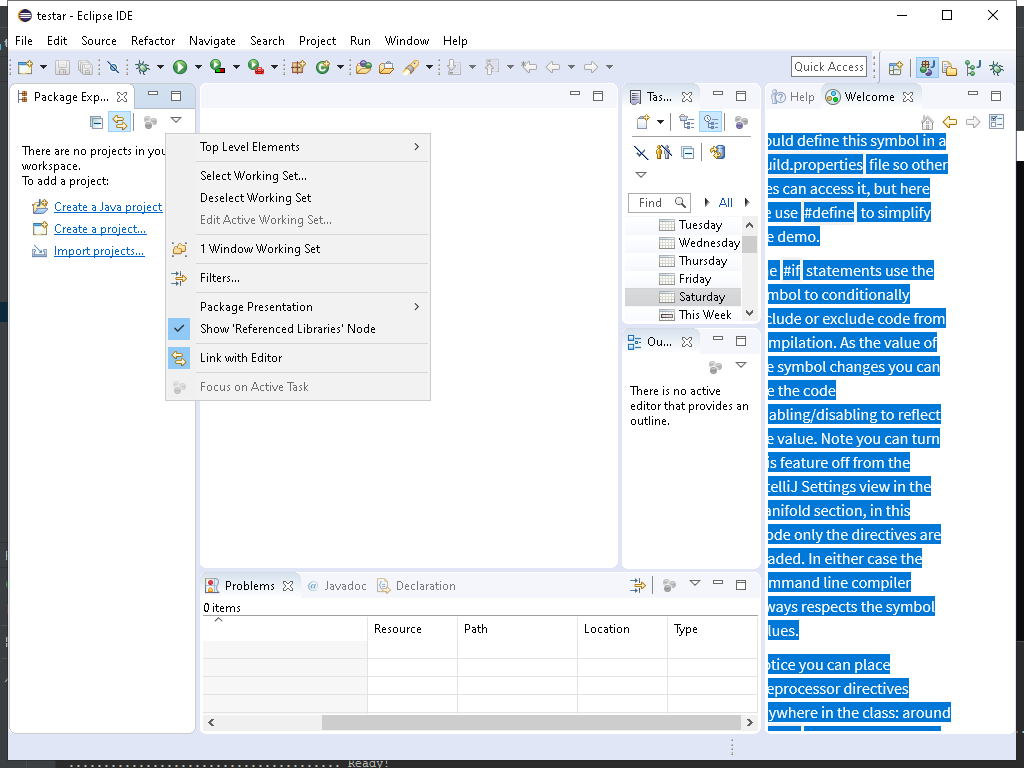 testar - Eclipse IDE
File Edit Source Refactor Navigate Search Project Run Window Help
Quick Access
Package Exp...
There are no projects in you
workspace.
To add a project:
Create a Java project
Create a project...
Import projects...
Top Level Elements
Select Working Set...
Deselect Working Set
Edit Active Working Set...
1 Window Working Set
Filters...
Package Presentation
Show 'Referenced Libraries' Node
Link with Editor
Focus on Active Task
Tas...
Find
All
Tuesday
Wednesday
Thursday
Friday
Saturday
This Week
Ou...
There is no active
editor that provides an
outline.
Help Welcome
ould define this symbol in a
uild.properties file so other
es can access it, but here
e use #define to simplify
e demo.
e #if statements use the
mbol to conditionally
clude or exclude code from
mpilation. As the value of
e symbol changes you can
e the code
abling/disabling to reflect
e value. Note you can turn
is feature off from the
telliJ Settings view in the
anifold section, in this
ode only the directives are
aded. In either case the
mmand line compiler
ways respects the symbol
lues.
otice you can place
eprocessor directives
ywhere in the class: around
Problems @ Javadoc Declaration
0 items
Resource Path Location Type
Ready!